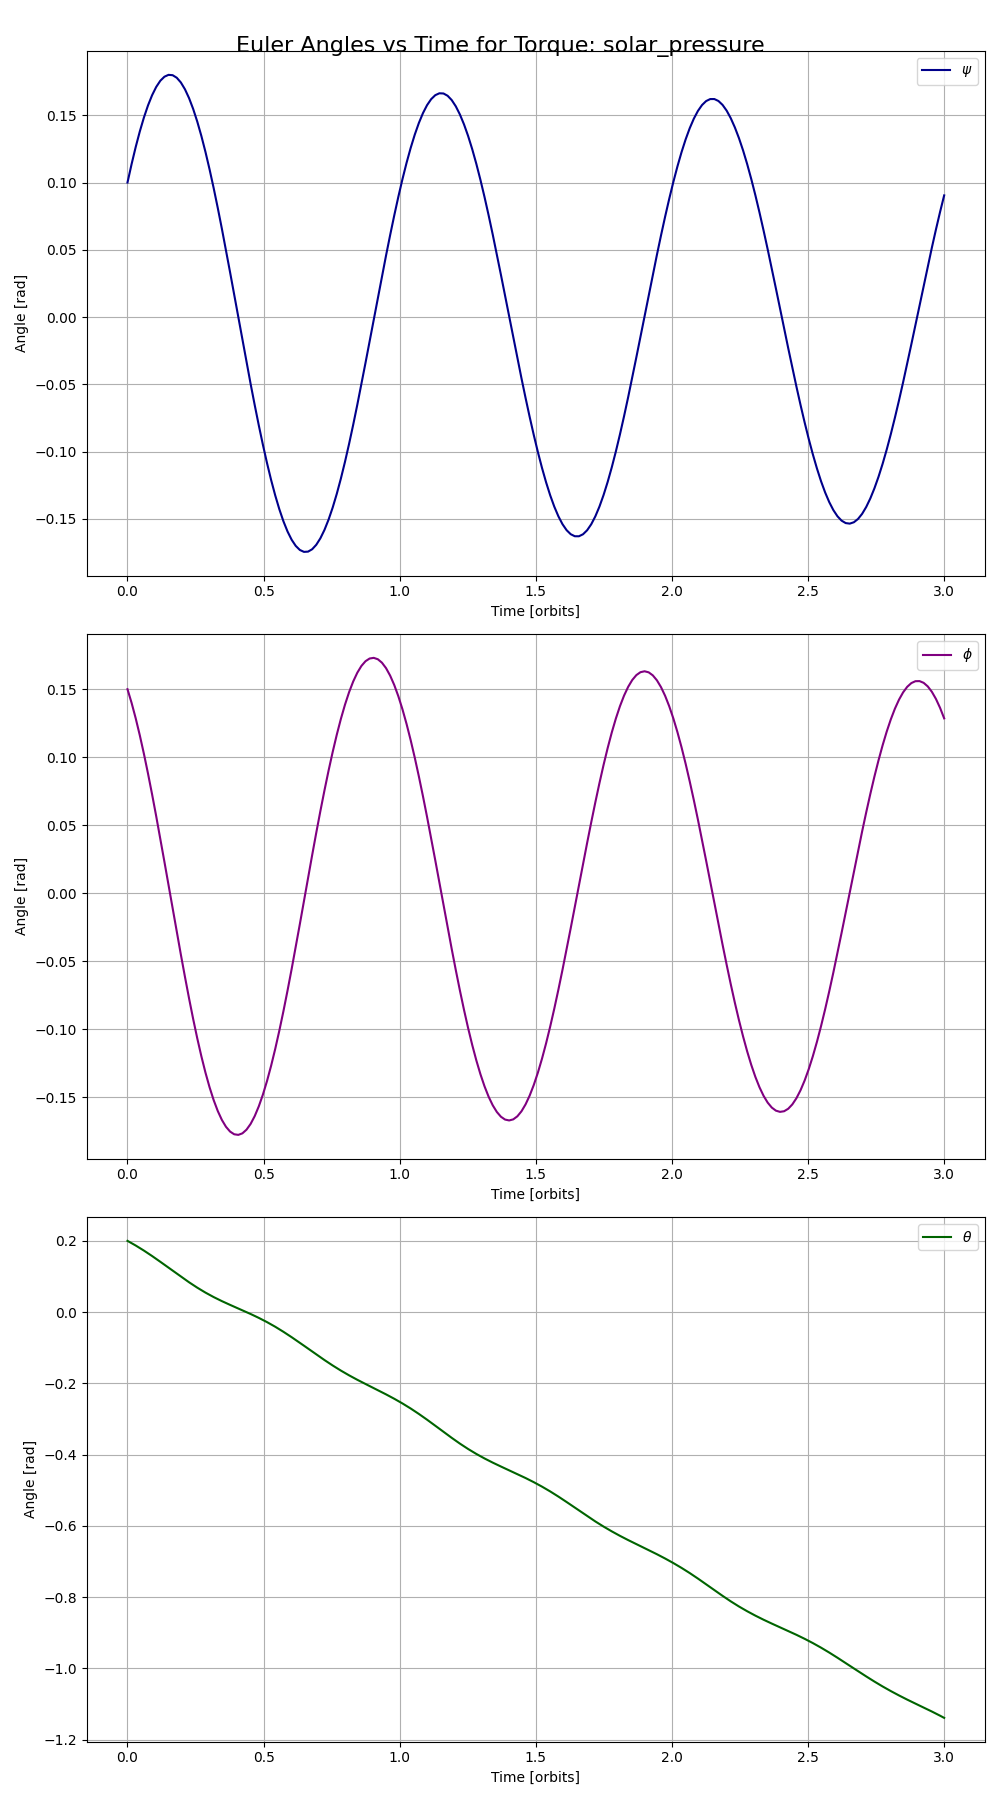 Euler Angles vs Time for Torque: solar_pressure
ψ
0.15
0.10
0.05
0.00
−0.05
−0.10
−0.15
Angle [rad]
0.0 0.5 1.0 1.5 2.0 2.5 3.0
Time [orbits]
ϕ
0.15
0.10
0.05
0.00
−0.05
−0.10
−0.15
Angle [rad]
0.0 0.5 1.0 1.5 2.0 2.5 3.0
Time [orbits]
θ
0.2
0.0
−0.2
−0.4
−0.6
−0.8
−1.0
−1.2
Angle [rad]
0.0 0.5 1.0 1.5 2.0 2.5 3.0
Time [orbits]